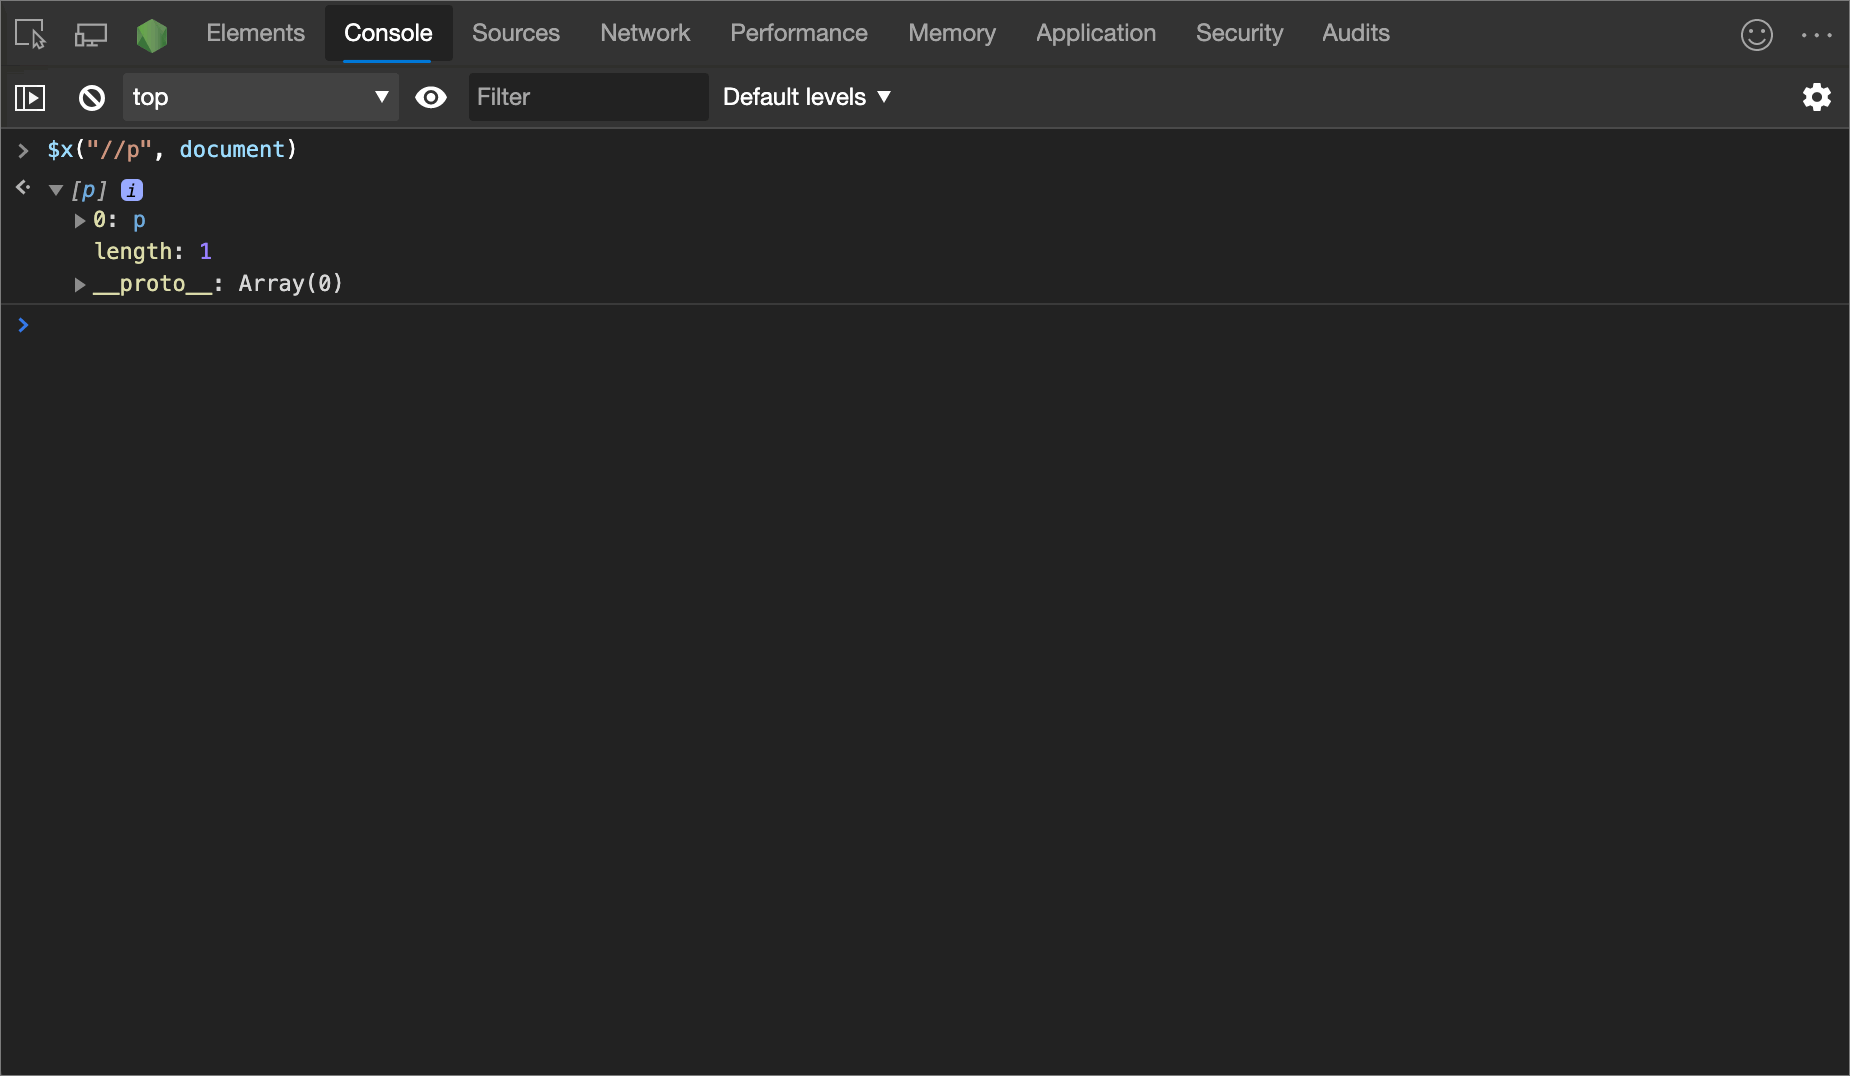 Elements Console Sources Network Performance Memory Application Security Audits
top Filter Default levels
$x("//p", document)
[p] i
0: p
length: 1
__proto__: Array(0)